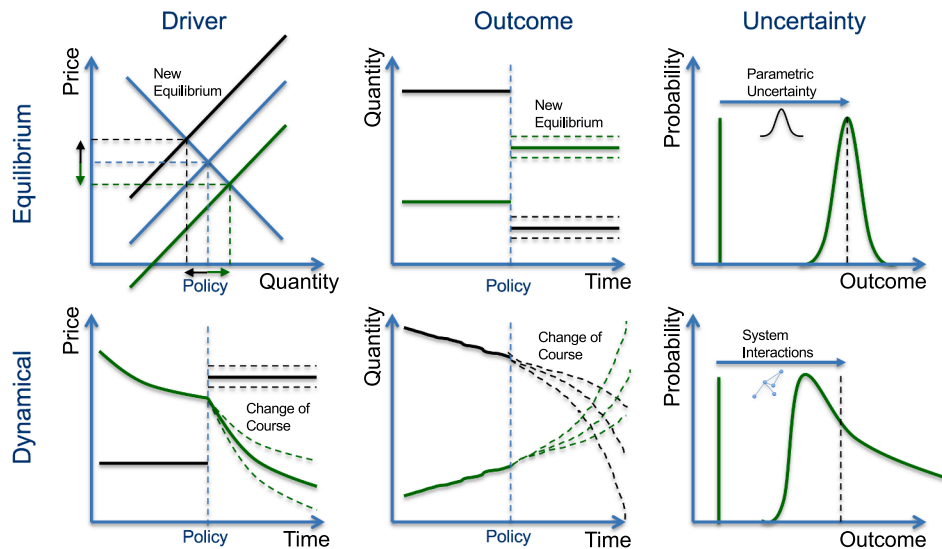 Driver
Outcome
Uncertainty
Equilibrium
Price
New
Equilibrium
Policy
Quantity
Quantity
New
Equilibrium
Policy
Time
Probability
Parametric
Uncertainty
Outcome
Dynamical
Price
Change of
Course
Policy
Time
Quantity
Change of
Course
Policy
Time
Probability
System
Interactions
Outcome